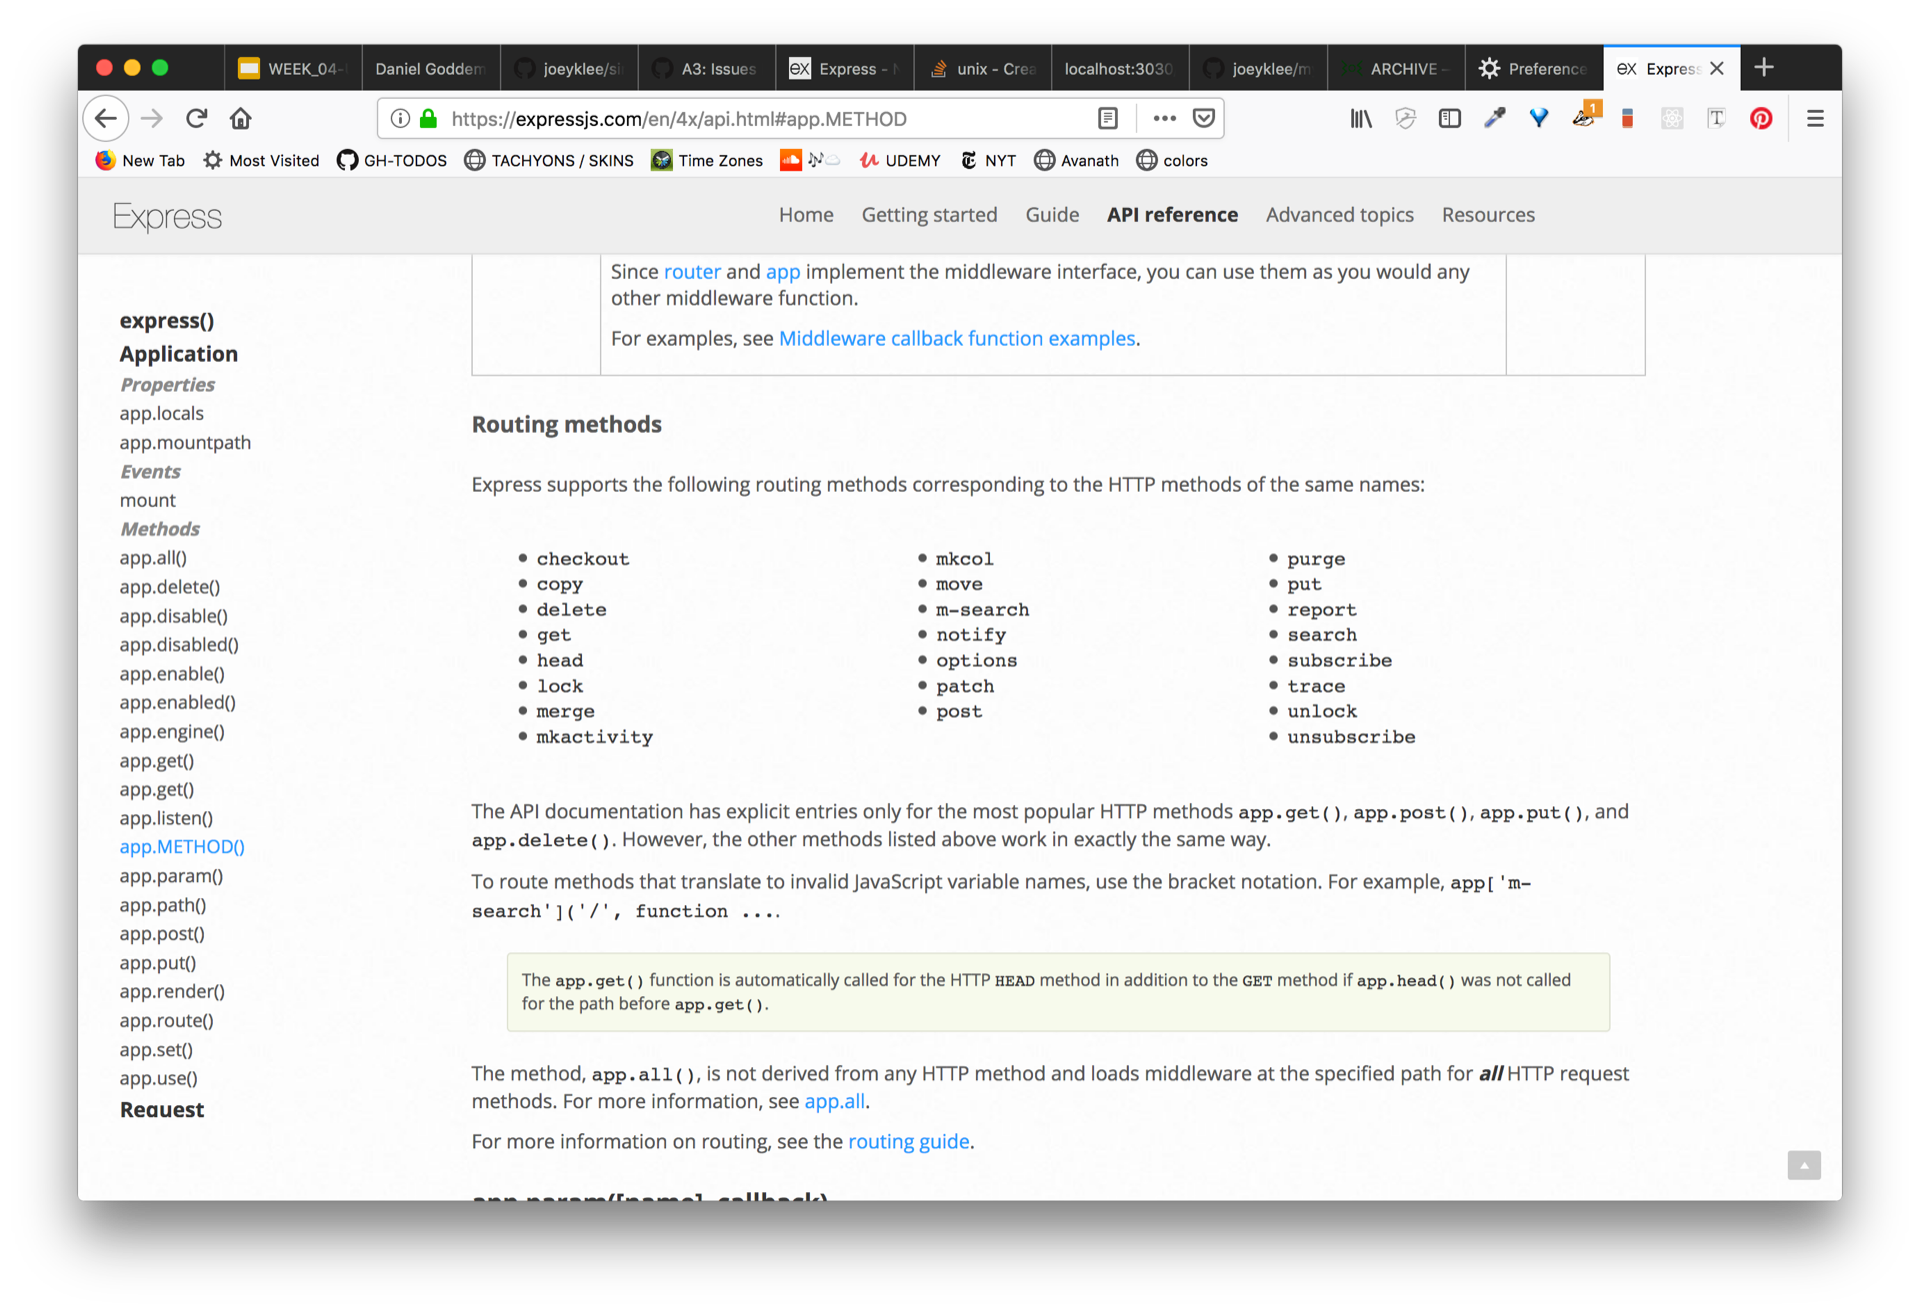 WEEK_04-
Daniel Goddem
joeyklee/si
A3: Issues
EX Express - N
unix - Crea
localhost:3030
joeyklee/m
ARCHIVE -
Preference
EX Express
https://expressjs.com/en/4x/api.html#app.METHOD
1
New Tab Most Visited GH-TODOS TACHYONS / SKINS Time Zones UDEMY NYT Avanath colors
Express
Home Getting started Guide API reference Advanced topics Resources
express()
Application
Properties
app.locals
app.mountpath
Events
mount
Methods
app.all()
app.delete()
app.disable()
app.disabled()
app.enable()
app.enabled()
app.engine()
app.get()
app.get()
app.listen()
app.METHOD()
app.param()
app.path()
app.post()
app.put()
app.render()
app.route()
app.set()
app.use()
Request
Since router and app implement the middleware interface, you can use them as you would any
other middleware function.
For examples, see Middleware callback function examples.
Routing methods
Express supports the following routing methods corresponding to the HTTP methods of the same names:
checkout
copy
delete
get
head
lock
merge
mkactivity
mkcol
move
m-search
notify
options
patch
post
purge
put
report
search
subscribe
trace
unlock
unsubscribe
The API documentation has explicit entries only for the most popular HTTP methods app.get(), app.post(), app.put(), and
app.delete(). However, the other methods listed above work in exactly the same way.
To route methods that translate to invalid JavaScript variable names, use the bracket notation. For example, app['m-
search']('/', function ....
The app.get() function is automatically called for the HTTP HEAD method in addition to the GET method if app.head() was not called
for the path before app.get().
The method, app.all(), is not derived from any HTTP method and loads middleware at the specified path for all HTTP request
methods. For more information, see app.all.
For more information on routing, see the routing guide.
app.param([name], callback)